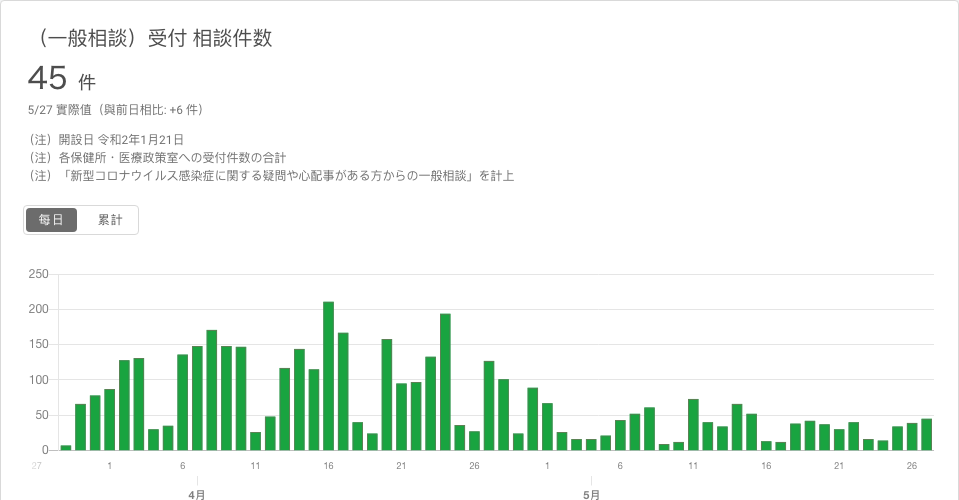 （一般相談）受付 相談件数
45 件
5/27 實際值（與前日相比: +6 件）
（注）開設日 令和2年1月21日
（注）各保健所・医療政策室への受付件数の合計
（注）「新型コロナウイルス感染症に関する疑問や心配事がある方からの一般相談」を計上
每日 累計
250
200
150
100
50
0
27 1 6 11 16 21 26 1 6 11 16 21 26
4月 5月